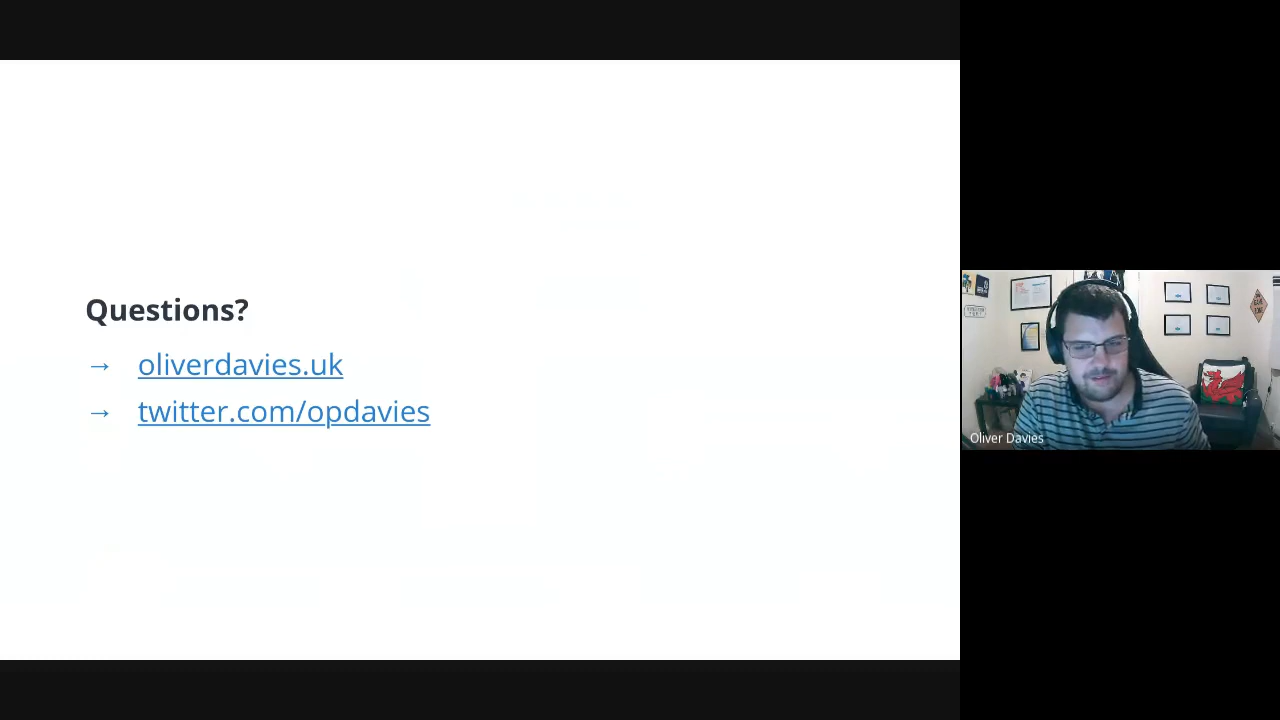 Questions?
→ oliverdavies.uk
→ twitter.com/opdavies
Oliver Davies